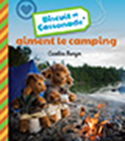 Biscuit et
Cassonade
aiment le camping
Caroline Munger